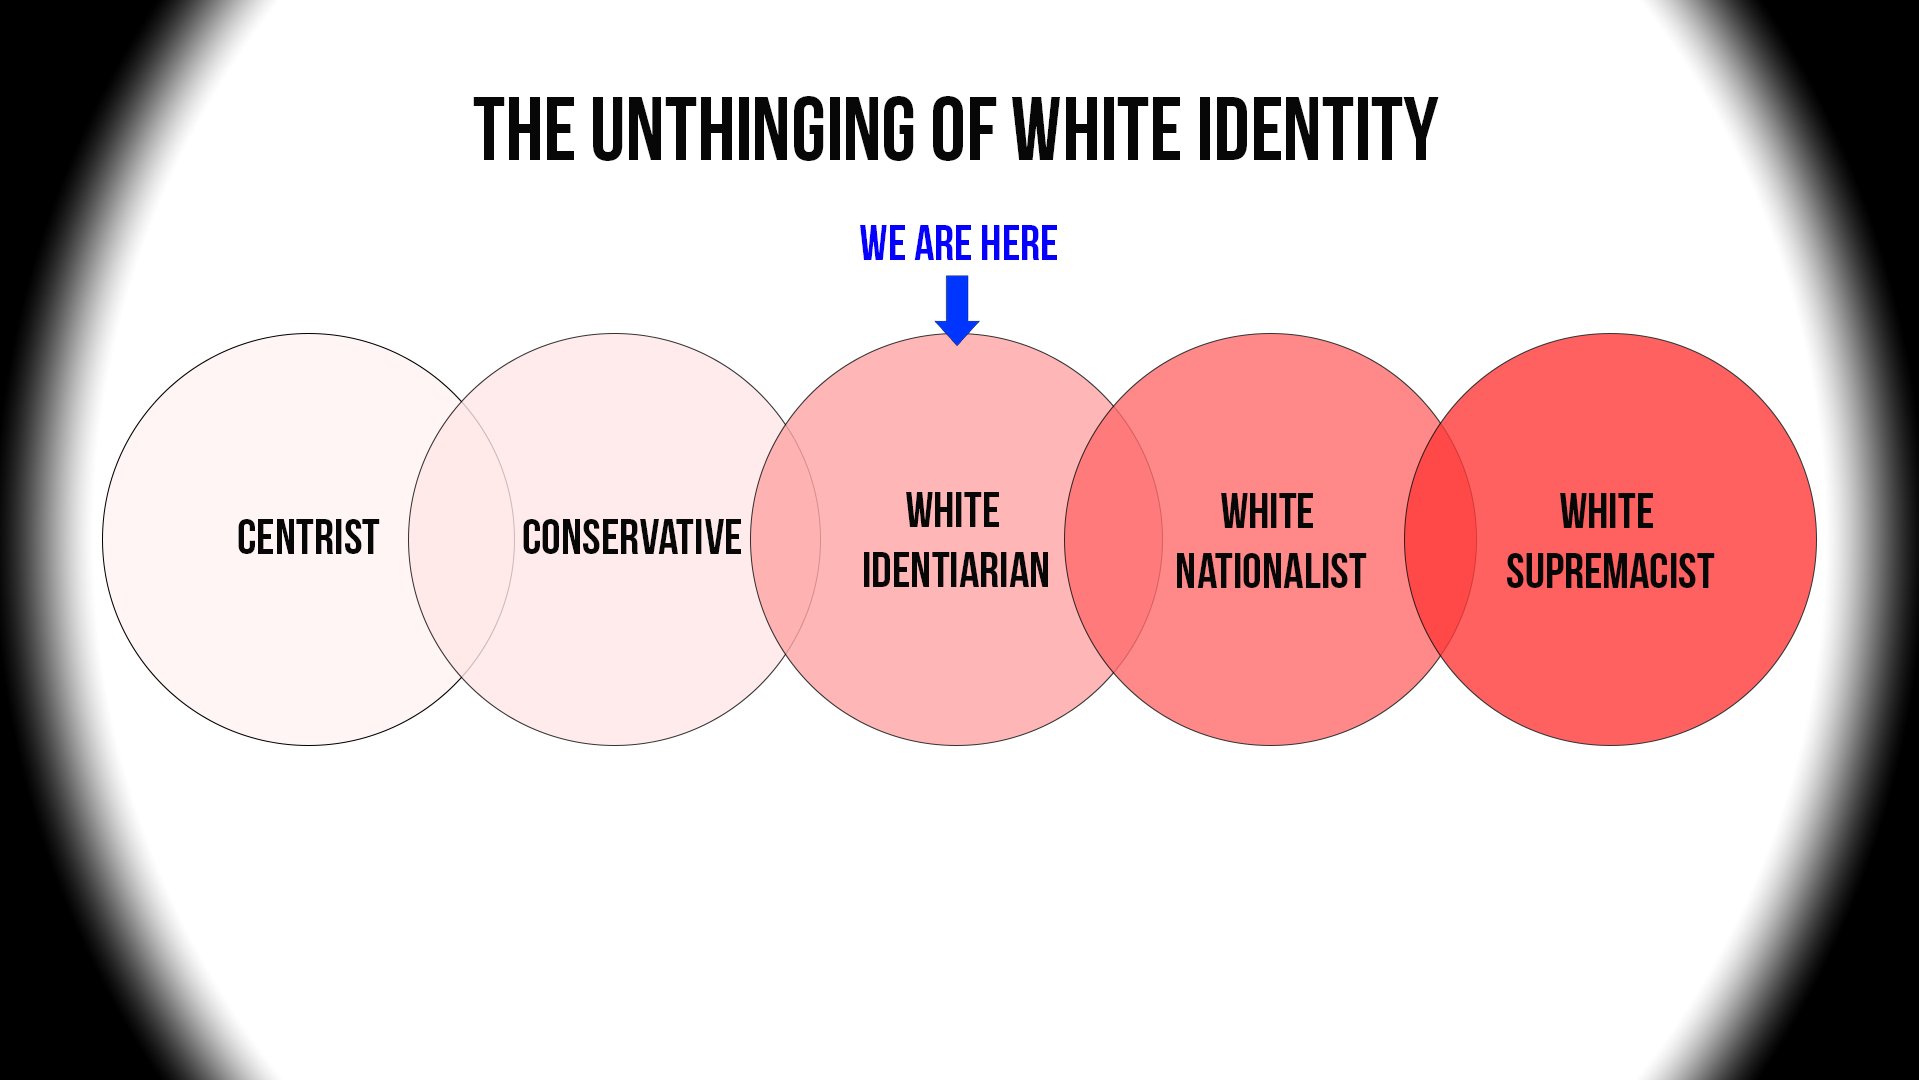 THE UNTHINGING OF WHITE IDENTITY
WE ARE HERE
CENTRIST
CONSERVATIVE
WHITE
IDENTIARIAN
WHITE
NATIONALIST
WHITE
SUPREMACIST